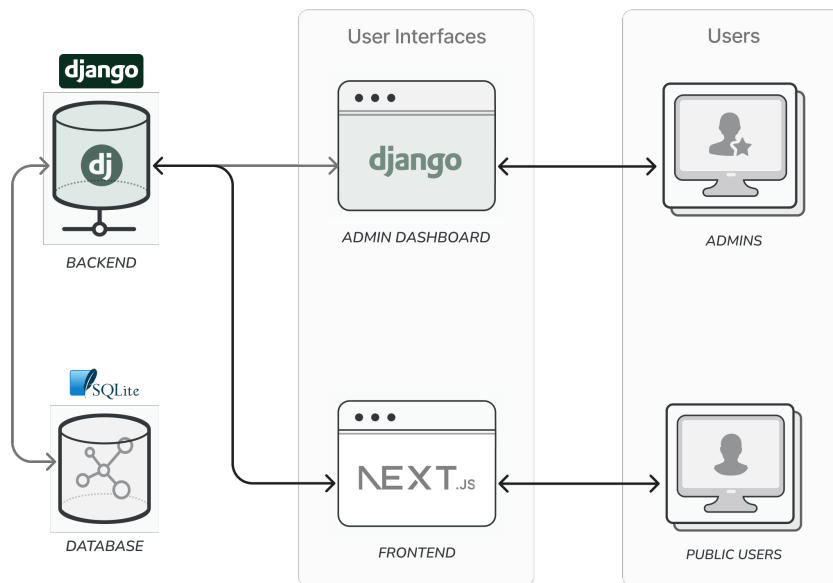 User Interfaces
Users
django
dj
BACKEND
django
ADMIN DASHBOARD
ADMINS
SQLite
DATABASE
NEXT.JS
FRONTEND
PUBLIC USERS